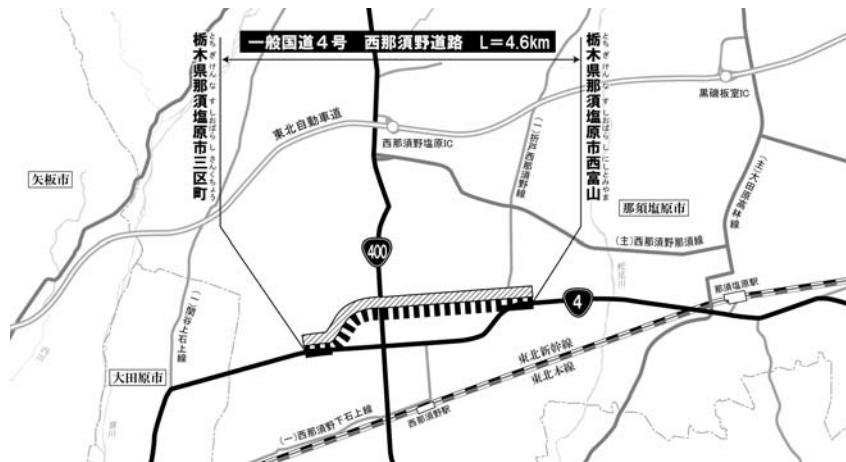 一般国道4号 西那須野道路 L=4.6km
とちぎけんなすしおばらしさんくちょう
栃木県那須塩原市三区町
とちぎけんなすしおばらしにしとみやま
栃木県那須塩原市西富山
東北自動車道
西那須野塩原IC
黒磯板室IC
(一)折戸西那須野線
(主)大田原高林線
矢板市
那須塩原市
(主)西那須野那須線
蛇尾川
400
4
那須塩原駅
(一)関谷上石上線
大田原市
東北新幹線
東北本線
西那須野駅
(一)西那須野下石上線